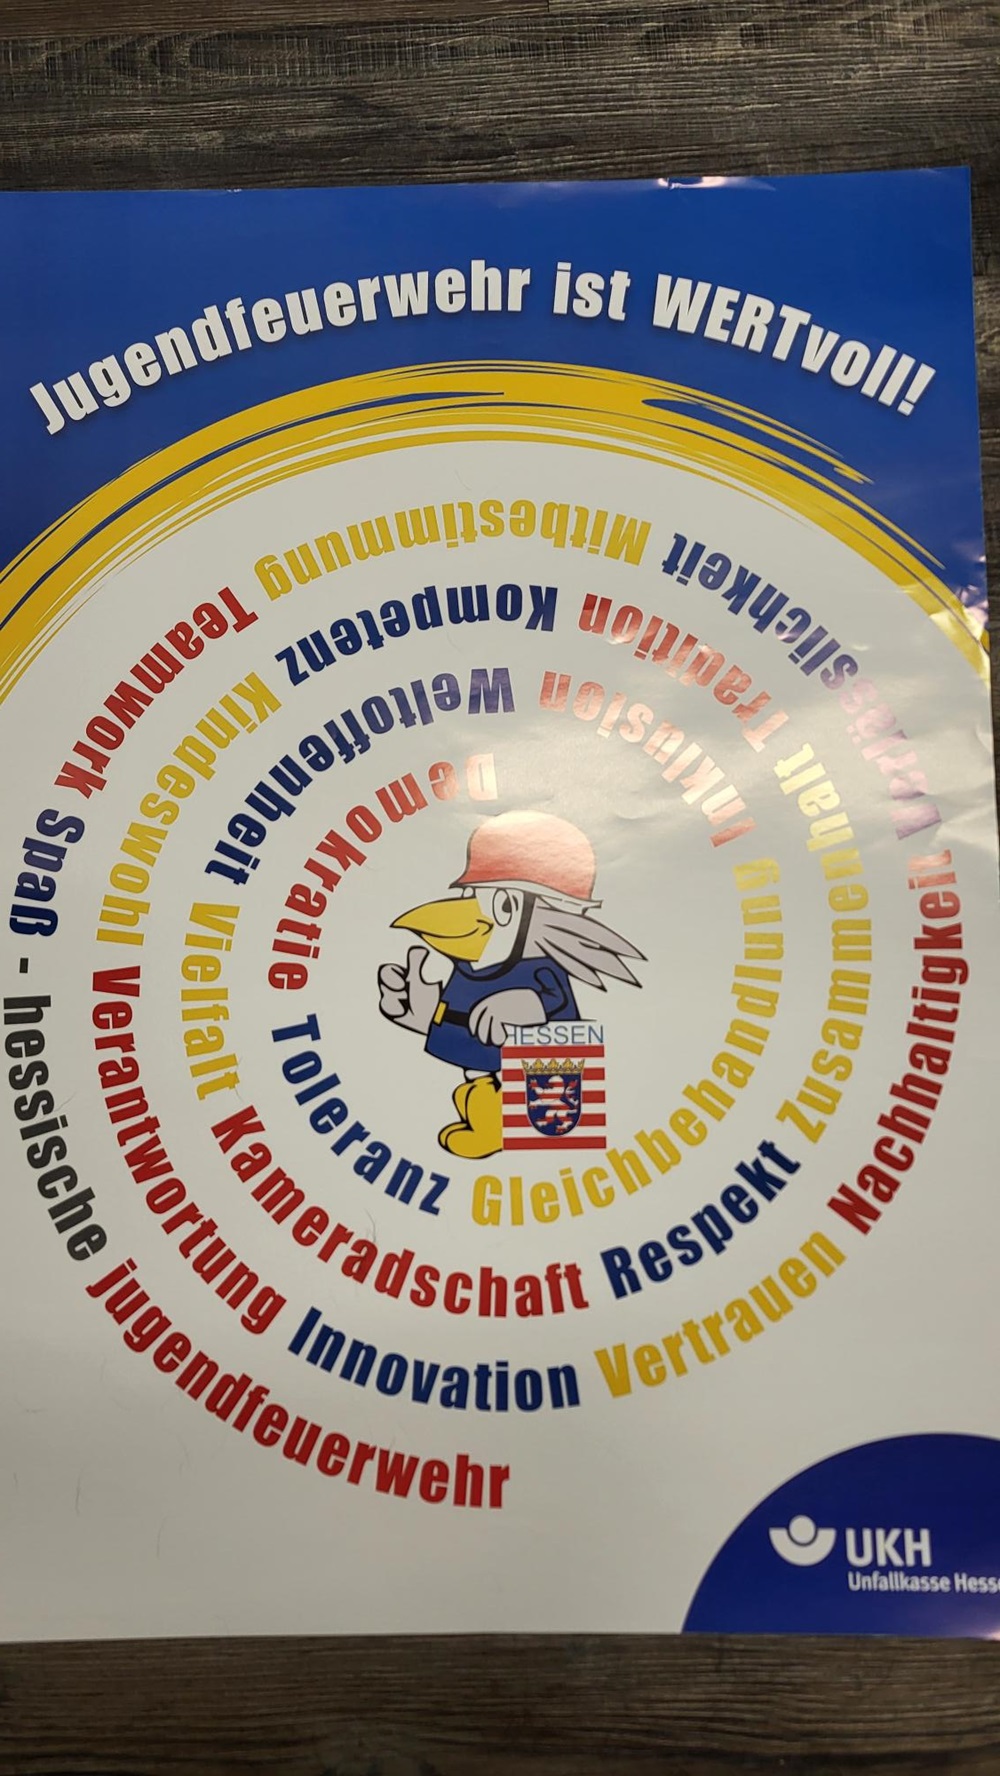 Jugendfeuerwehr ist WERTvoll!
Demokratie Toleranz Gleichbehandlung Inklusion Weltoffenheit Vielfalt Kameradschaft Respekt Zusammenhalt Tradition Kompetenz Kindeswohl Verantwortung Innovation Vertrauen Nachhaltigkeit Verlässlichkeit Mitbestimmung Teamwork Spaß - hessische jugendfeuerwehr
HESSEN
UKH
Unfallkasse Hess